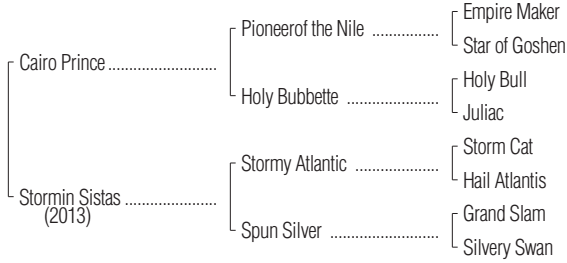 Empire Maker
Pioneerof the Nile ..................
Star of Goshen
Cairo Prince .............................
Holy Bull
Holy Bubbette .........................
Juliac
Storm Cat
Stormy Atlantic ......................
Hail Atlantis
Stormin Sistas ........................
(2013)
Grand Slam
Spun Silver .............................
Silvery Swan